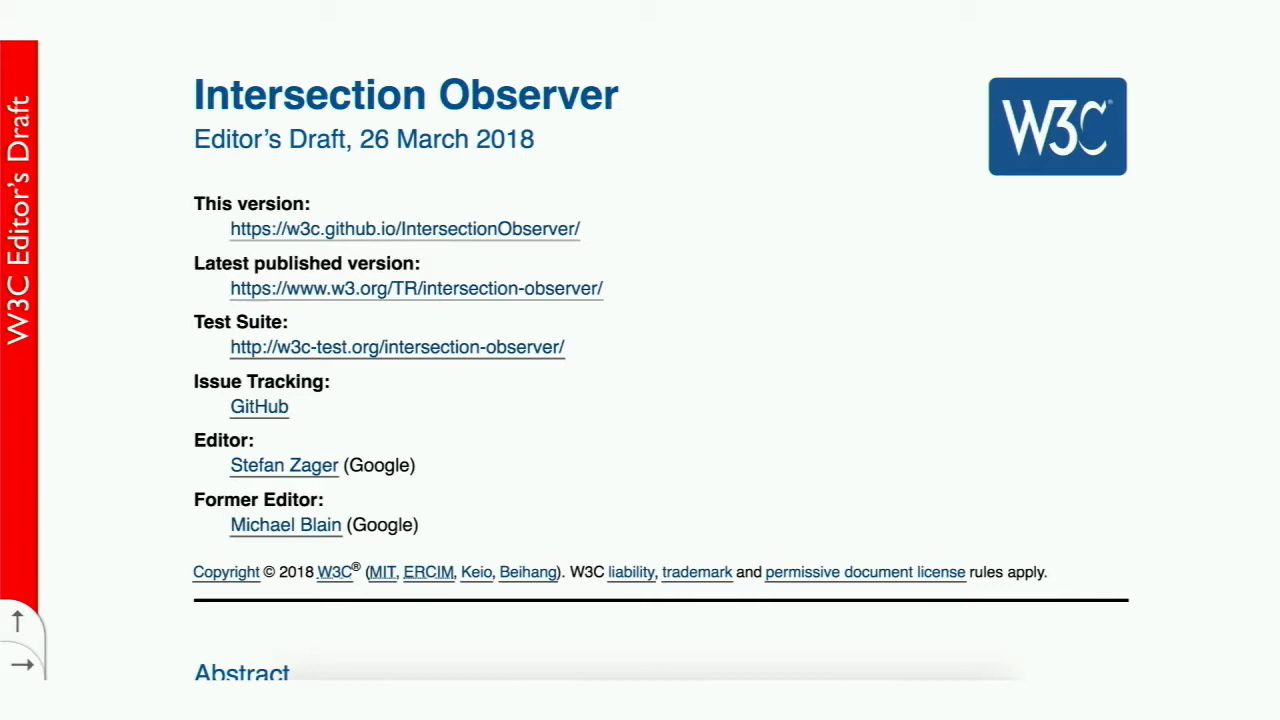 W3C Editor's Draft
Intersection Observer
W3C®
Editor's Draft, 26 March 2018
This version:
https://w3c.github.io/IntersectionObserver/
Latest published version:
https://www.w3.org/TR/intersection-observer/
Test Suite:
http://w3c-test.org/intersection-observer/
Issue Tracking:
GitHub
Editor:
Stefan Zager (Google)
Former Editor:
Michael Blain (Google)
Copyright © 2018 W3C® (MIT, ERCIM, Keio, Beihang). W3C liability, trademark and permissive document license rules apply.
Abstract